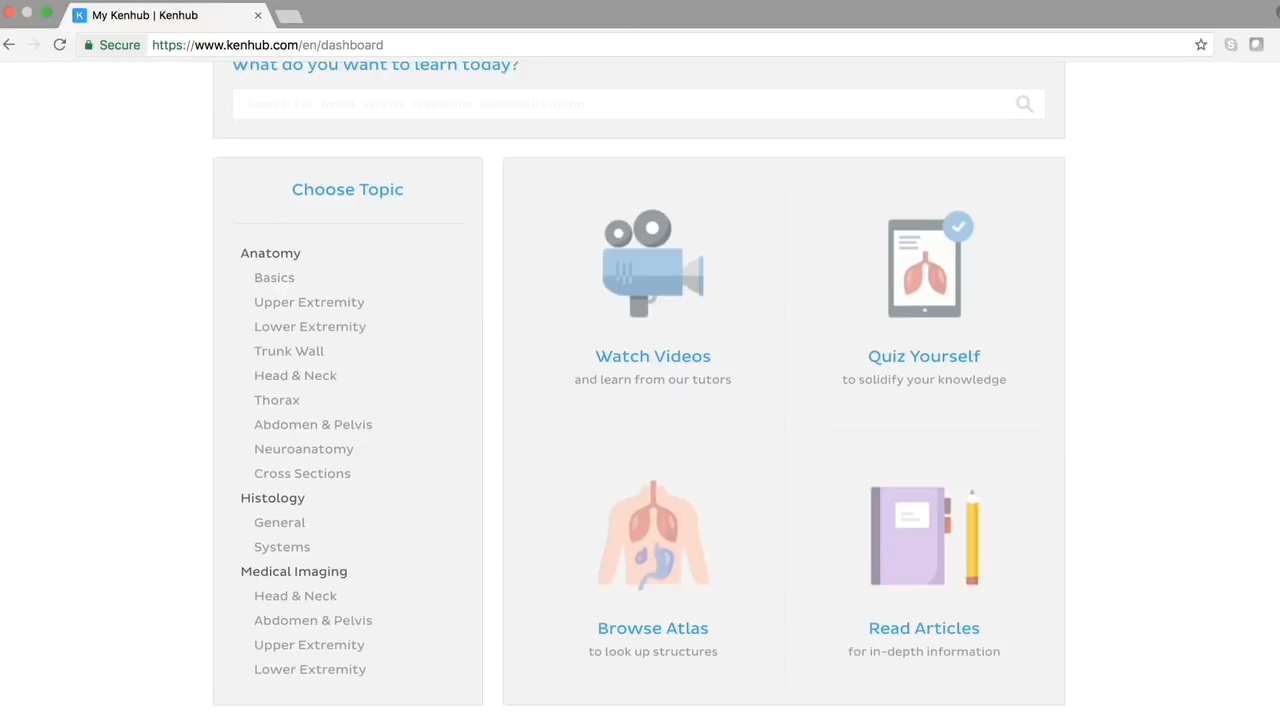 My Kenhub | Kenhub
Secure https://www.kenhub.com/en/dashboard
What do you want to learn today?
Choose Topic
Anatomy
Basics
Upper Extremity
Lower Extremity
Trunk Wall
Head & Neck
Thorax
Abdomen & Pelvis
Neuroanatomy
Cross Sections
Histology
General
Systems
Medical Imaging
Head & Neck
Abdomen & Pelvis
Upper Extremity
Lower Extremity
Watch Videos
and learn from our tutors
Quiz Yourself
to solidify your knowledge
Browse Atlas
to look up structures
Read Articles
for in-depth information